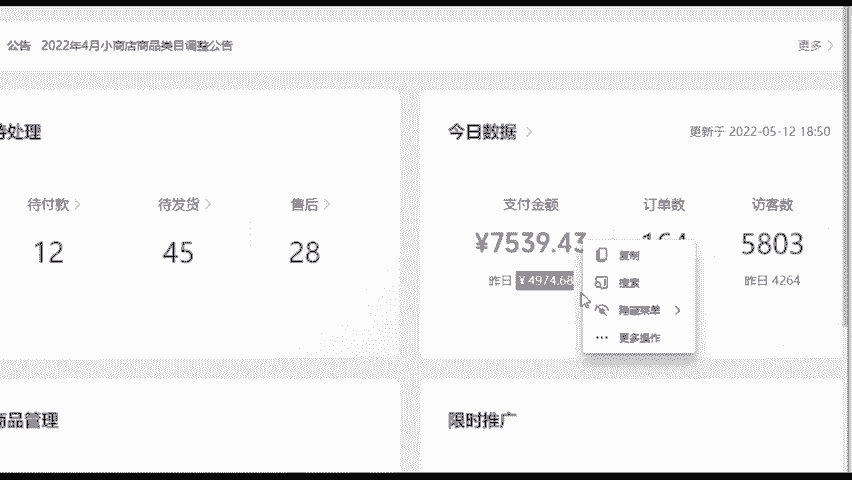 公告 2022年4月小商店商品类目调整公告 更多
待处理
待付款 待发货 售后
12 45 28
今日数据 更新于 2022-05-12 18:50
支付金额 订单数 访客数
¥7539.43 164 5803
昨日 ¥4974.68 昨日 4264
复制
搜索
隐藏菜单
更多操作
商品管理
限时推广